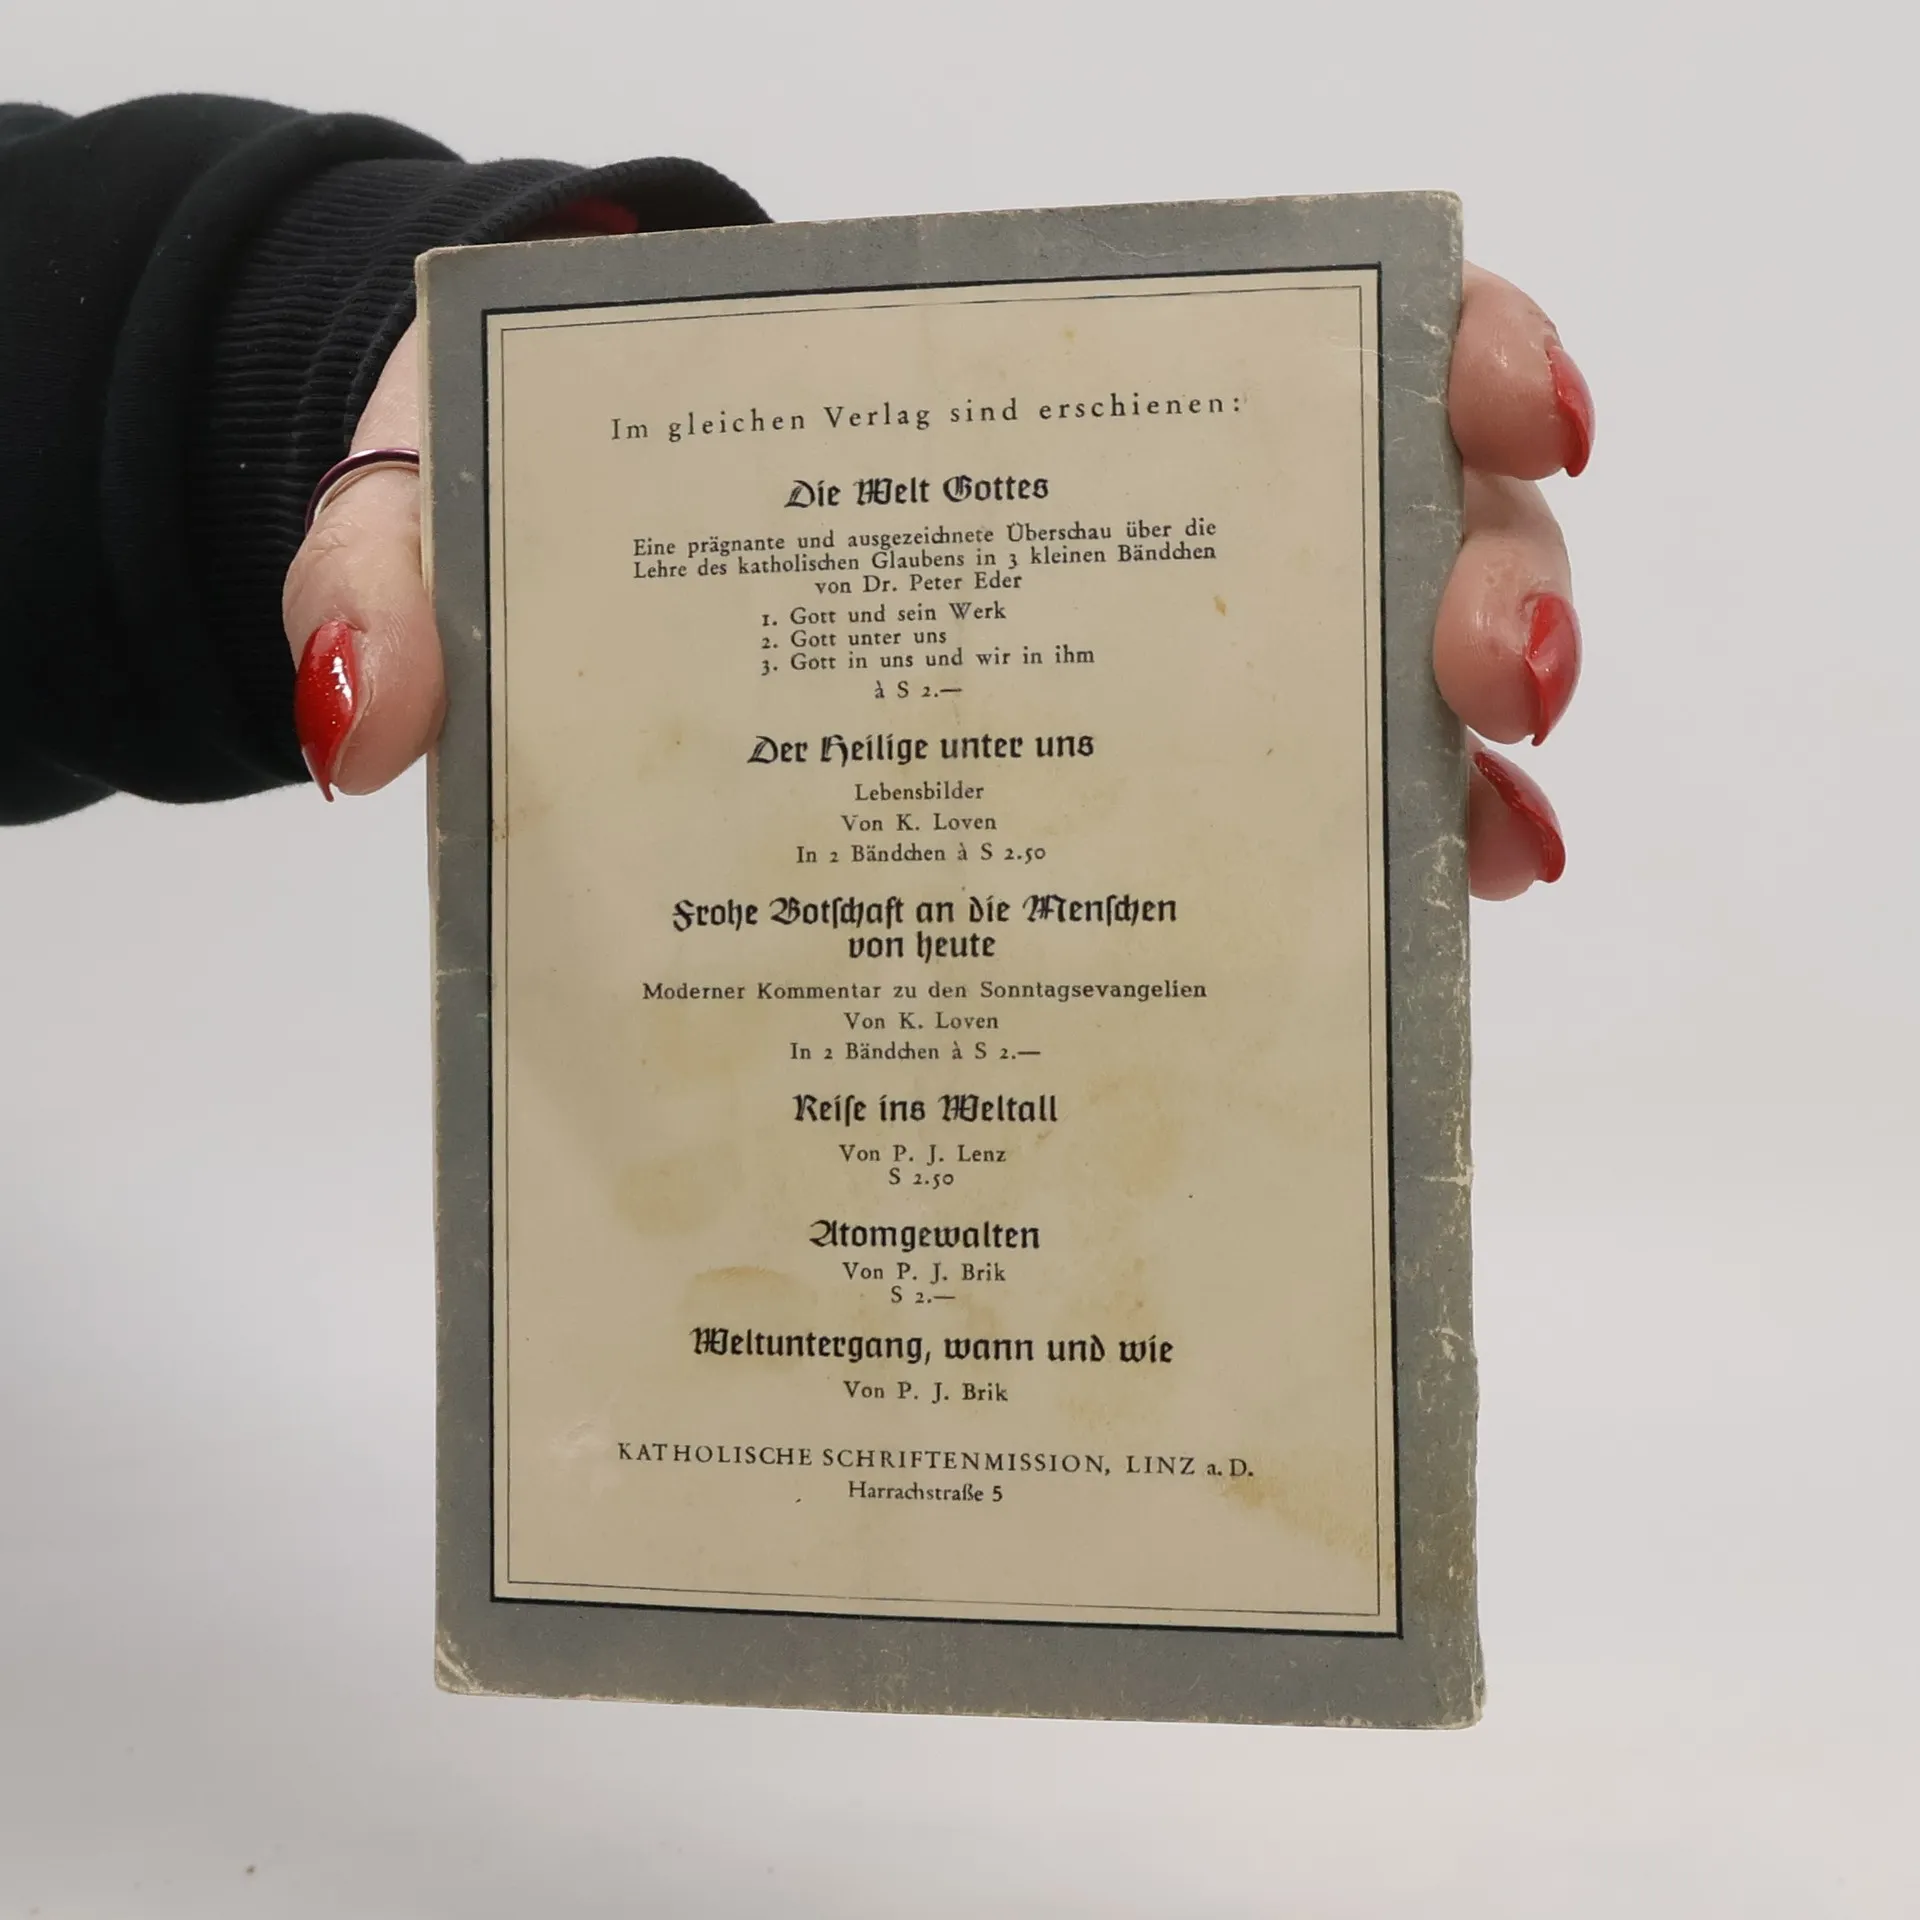 Im gleichen Verlag sind erschienen:
Die Welt Gottes
Eine prägnante und ausgezeichnete Überschau über die
Lehre des katholischen Glaubens in 3 kleinen Bändchen
von Dr. Peter Eder
1. Gott und sein Werk
2. Gott unter uns
3. Gott in uns und wir in ihm
à S 2.—
Der Heilige unter uns
Lebensbilder
Von K. Loven
In 2 Bändchen à S 2.50
Frohe Botſchaft an die Menſchen
von heute
Moderner Kommentar zu den Sonntagsevangelien
Von K. Loven
In 2 Bändchen à S 2.—
Reiſe ins Weltall
Von P. J. Lenz
S 2.50
Atomgewalten
Von P. J. Brik
S 2.—
Weltuntergang, wann und wie
Von P. J. Brik
KATHOLISCHE SCHRIFTENMISSION, LINZ a. D.
Harrachstraße 5